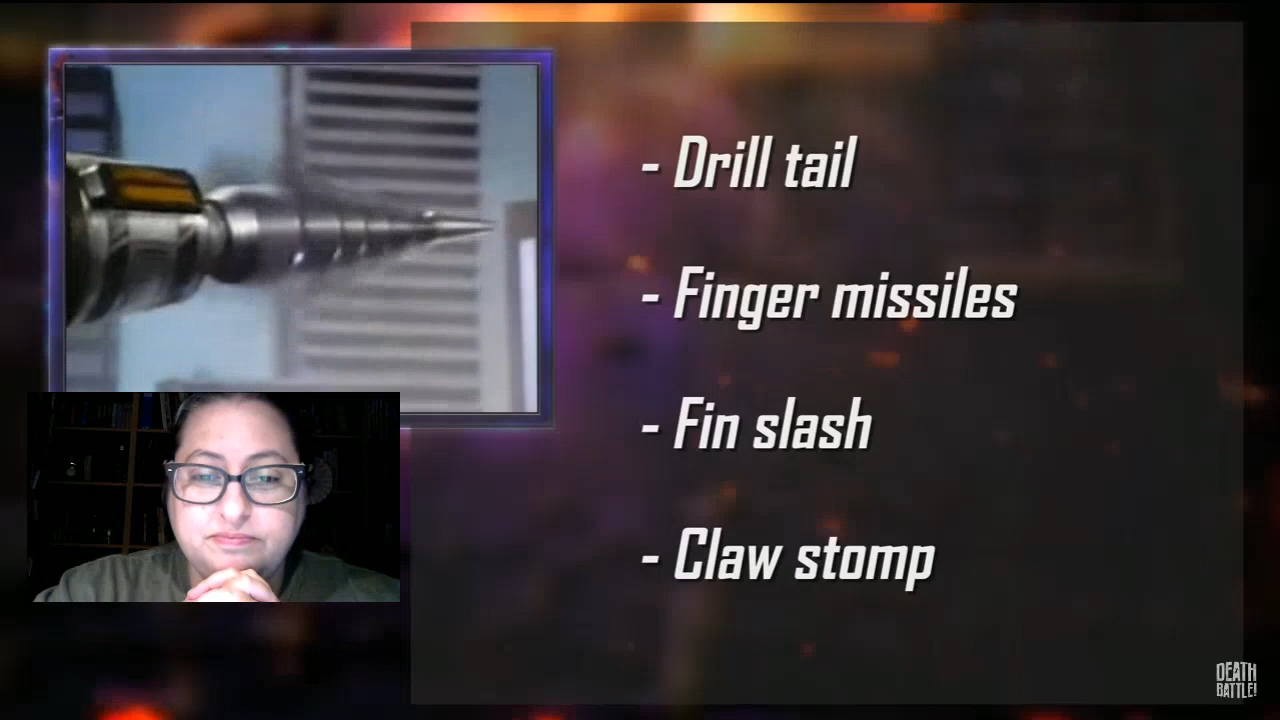 - Drill tail
- Finger missiles
- Fin slash
- Claw stomp
DEATH
BATTLE!